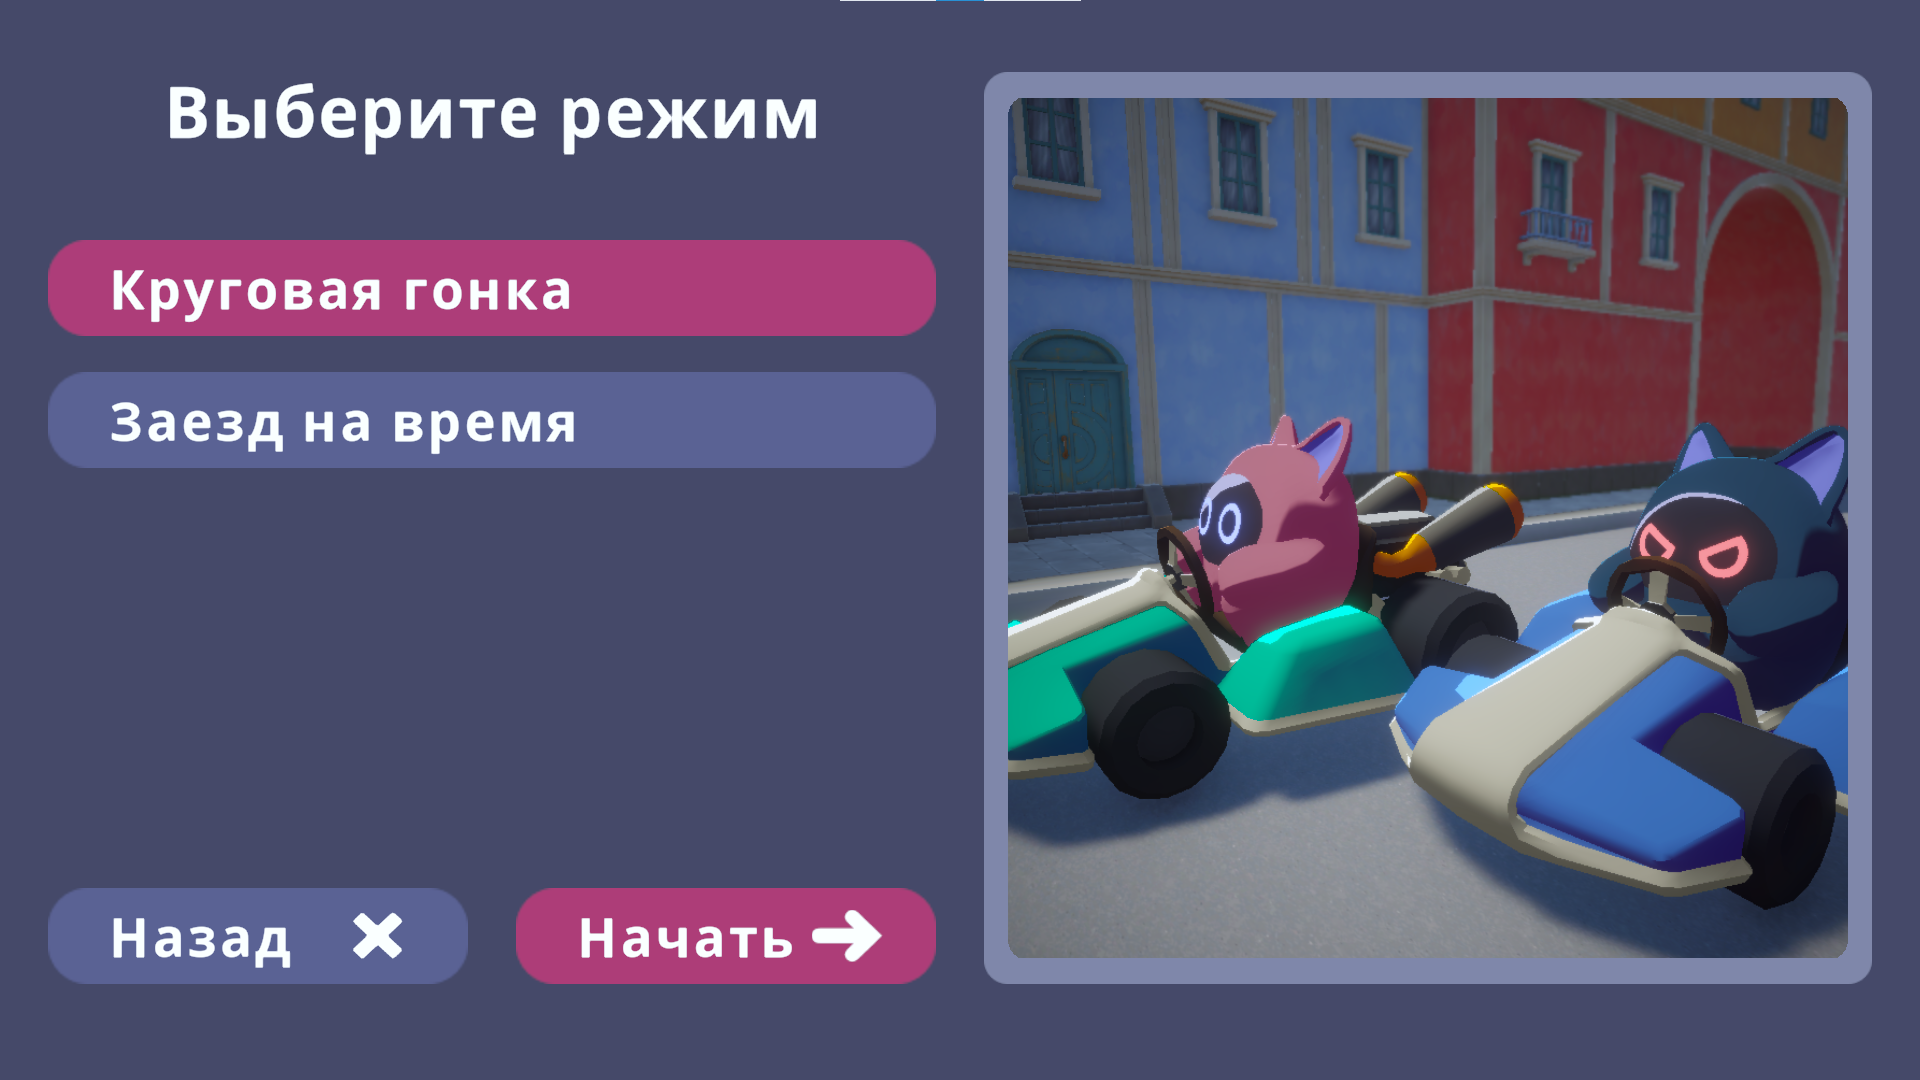 Выберите режим
Круговая гонка
Заезд на время
Назад
Начать